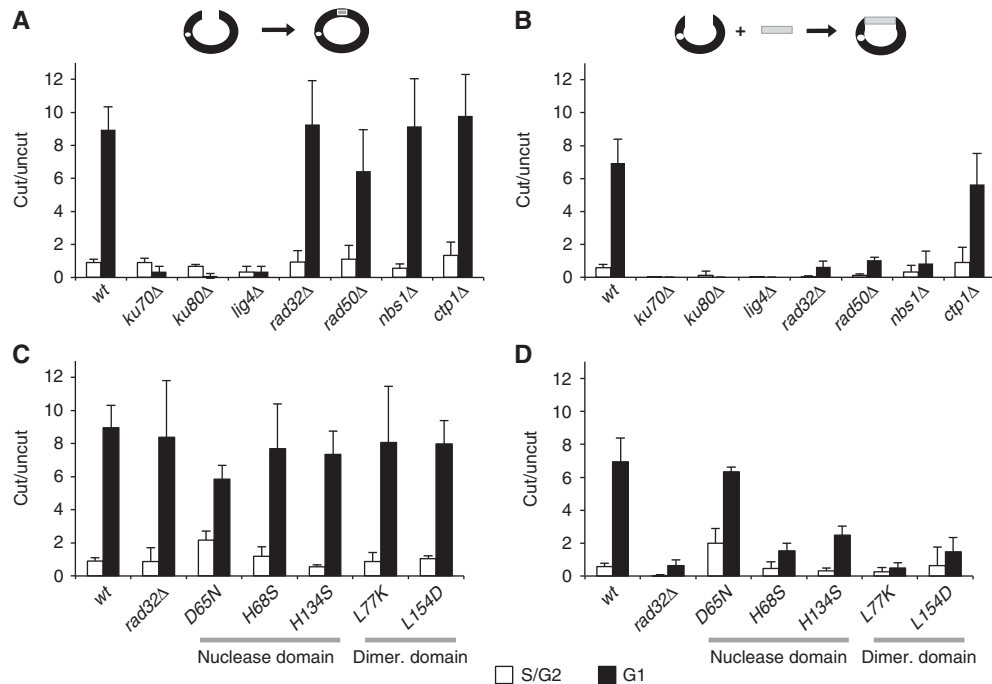 A
Cut/uncut
12
10
8
6
4
2
0
wt
ku70Δ
ku80Δ
lig4Δ
rad32Δ
rad50Δ
nbs1Δ
ctp1Δ
B
+
Cut/uncut
12
10
8
6
4
2
0
wt
ku70Δ
ku80Δ
lig4Δ
rad32Δ
rad50Δ
nbs1Δ
ctp1Δ
C
Cut/uncut
12
10
8
6
4
2
0
wt
rad32Δ
D65N
H68S
H134S
L77K
L154D
Nuclease domain
Dimer. domain
D
Cut/uncut
12
10
8
6
4
2
0
wt
rad32Δ
D65N
H68S
H134S
L77K
L154D
Nuclease domain
Dimer. domain
S/G2
G1